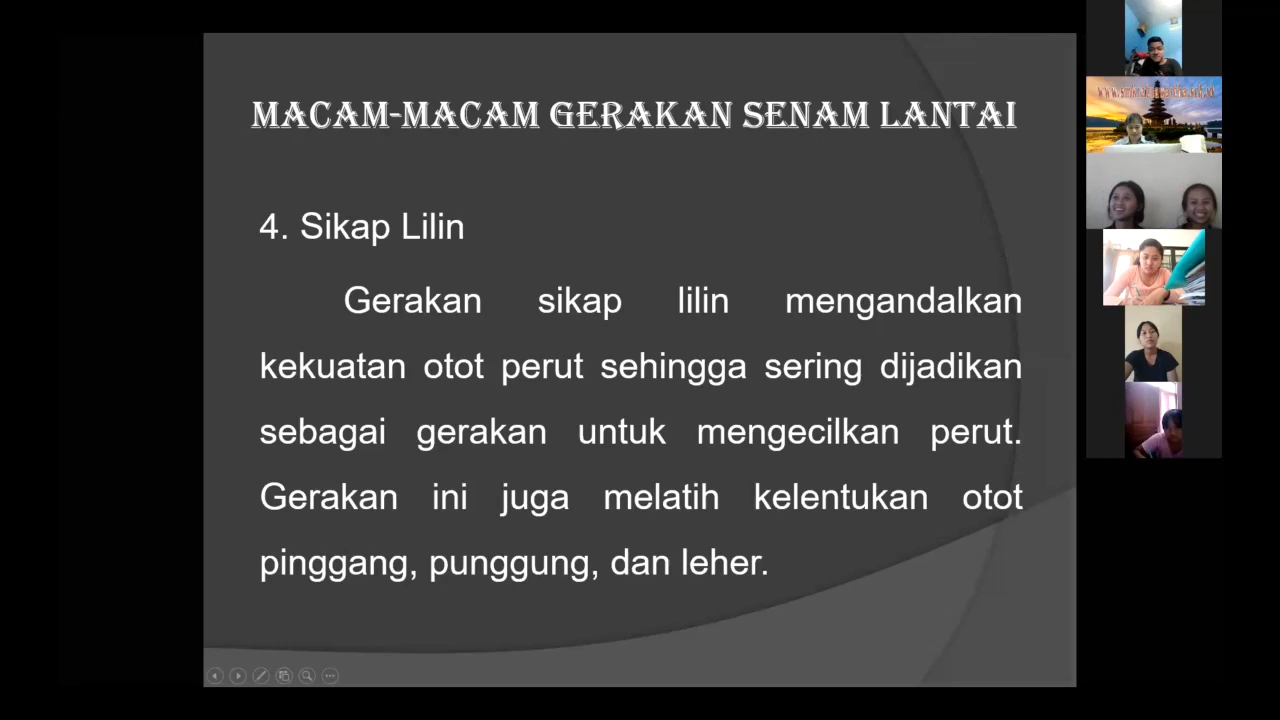 MACAM-MACAM GERAKAN SENAM LANTAI
4. Sikap Lilin
Gerakan sikap lilin mengandalkan
kekuatan otot perut sehingga sering dijadikan
sebagai gerakan untuk mengecilkan perut.
Gerakan ini juga melatih kelentukan otot
pinggang, punggung, dan leher.